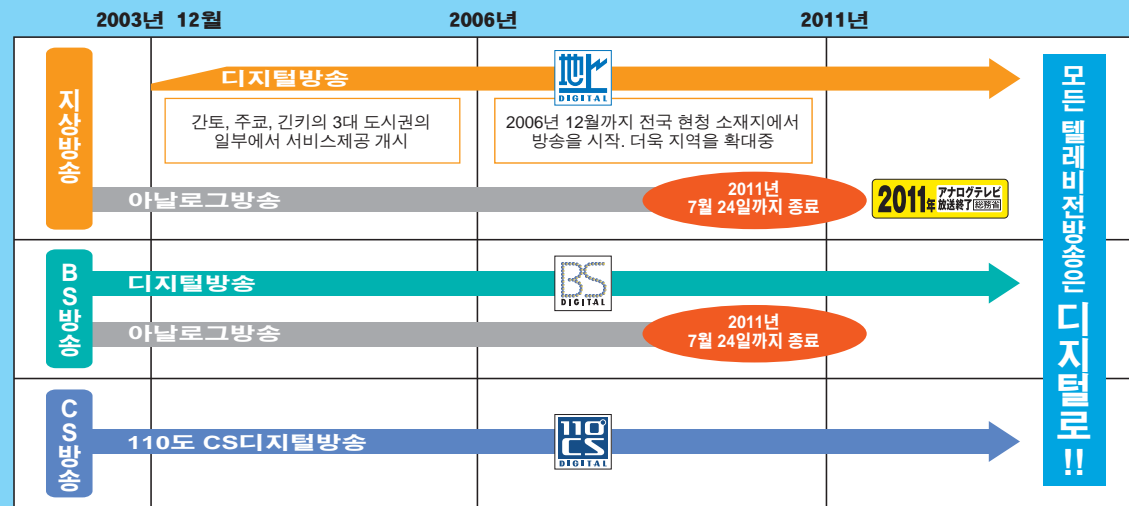 2003년 12월
2006년
2011년
지상방송
디지털방송
地上
DIGITAL
간토, 주쿄, 긴키의 3대 도시권의
일부에서 서비스제공 개시
2006년 12월까지 전국 현청 소재지에서
방송을 시작. 더욱 지역을 확대중
아날로그방송
2011년
7월 24일까지 종료
2011年 アナログテレビ
放送終了 総務省
BS방송
디지털방송
BS
DIGITAL
아날로그방송
2011년
7월 24일까지 종료
CS방송
110도 CS디지털방송
110°
CS
DIGITAL
모든 텔레비전방송은 디지털로!!